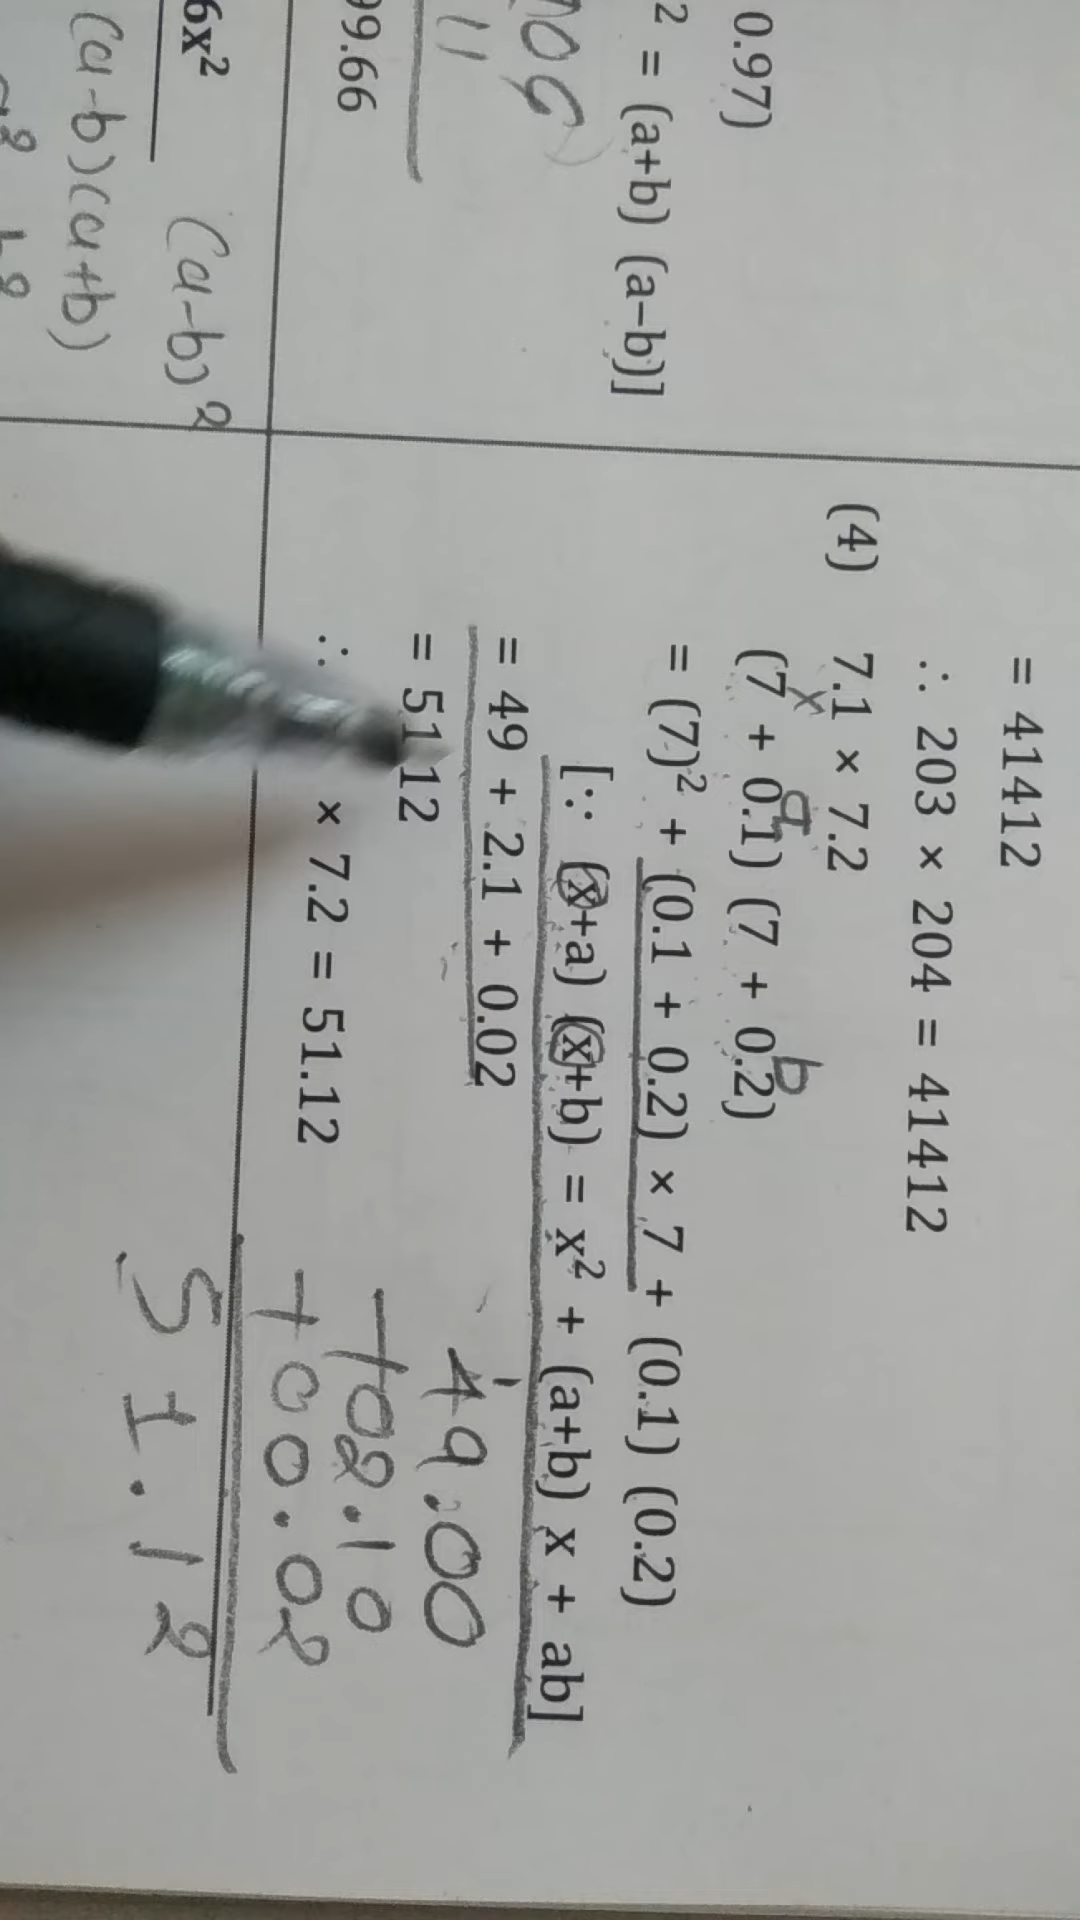 0.97)
2 = (a+b) (a−b)]
11
99.66
6x²
(a-b)²
(a-b)(a+b)
= 41412
∴ 203 × 204 = 41412
(4) 7.1 × 7.2
x a b
(7 + 0.1) (7 + 0.2)
= (7)² + (0.1 + 0.2) × 7 + (0.1) (0.2)
[∵ (x+a) (x+b) = x² + (a+b) x + ab]
= 49 + 2.1 + 0.02
= 51 12
∴ × 7.2 = 51.12
1
49.00
+02.10
+00.02
51.12